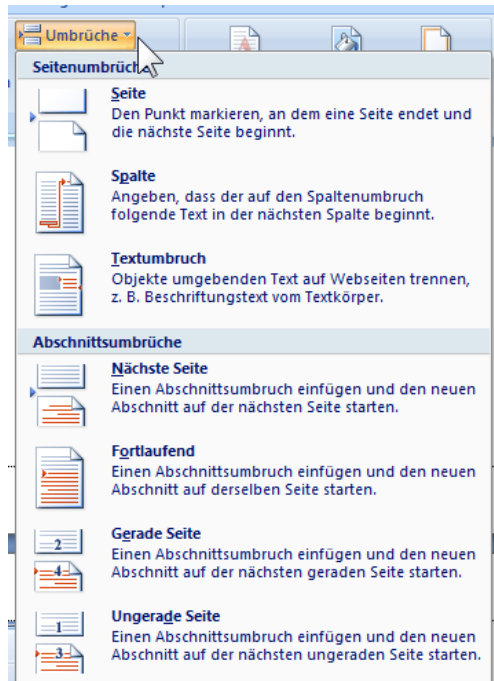 Umbrüche
Seitenumbrüche
Seite
Den Punkt markieren, an dem eine Seite endet und
die nächste Seite beginnt.
Spalte
Angeben, dass der auf den Spaltenumbruch
folgende Text in der nächsten Spalte beginnt.
Textumbruch
Objekte umgebenden Text auf Webseiten trennen,
z. B. Beschriftungstext vom Textkörper.
Abschnittsumbrüche
Nächste Seite
Einen Abschnittsumbruch einfügen und den neuen
Abschnitt auf der nächsten Seite starten.
Fortlaufend
Einen Abschnittsumbruch einfügen und den neuen
Abschnitt auf derselben Seite starten.
2
4
Gerade Seite
Einen Abschnittsumbruch einfügen und den neuen
Abschnitt auf der nächsten geraden Seite starten.
1
3
Ungerade Seite
Einen Abschnittsumbruch einfügen und den neuen
Abschnitt auf der nächsten ungeraden Seite starten.